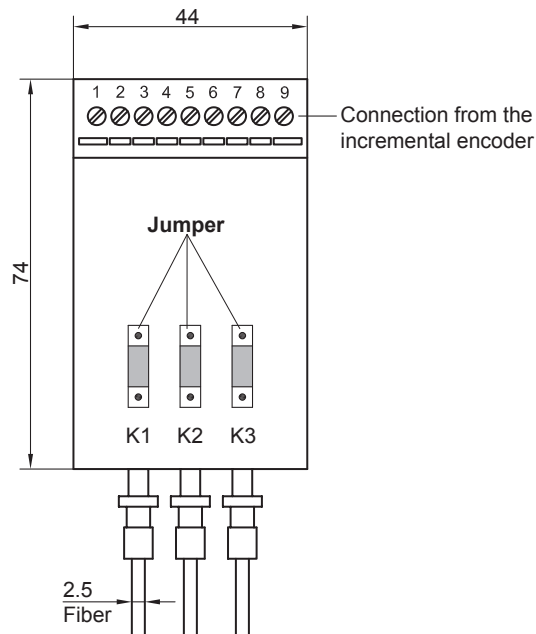 44
1 2 3 4 5 6 7 8 9
Connection from the
incremental encoder
74
Jumper
K1 K2 K3
2.5
Fiber